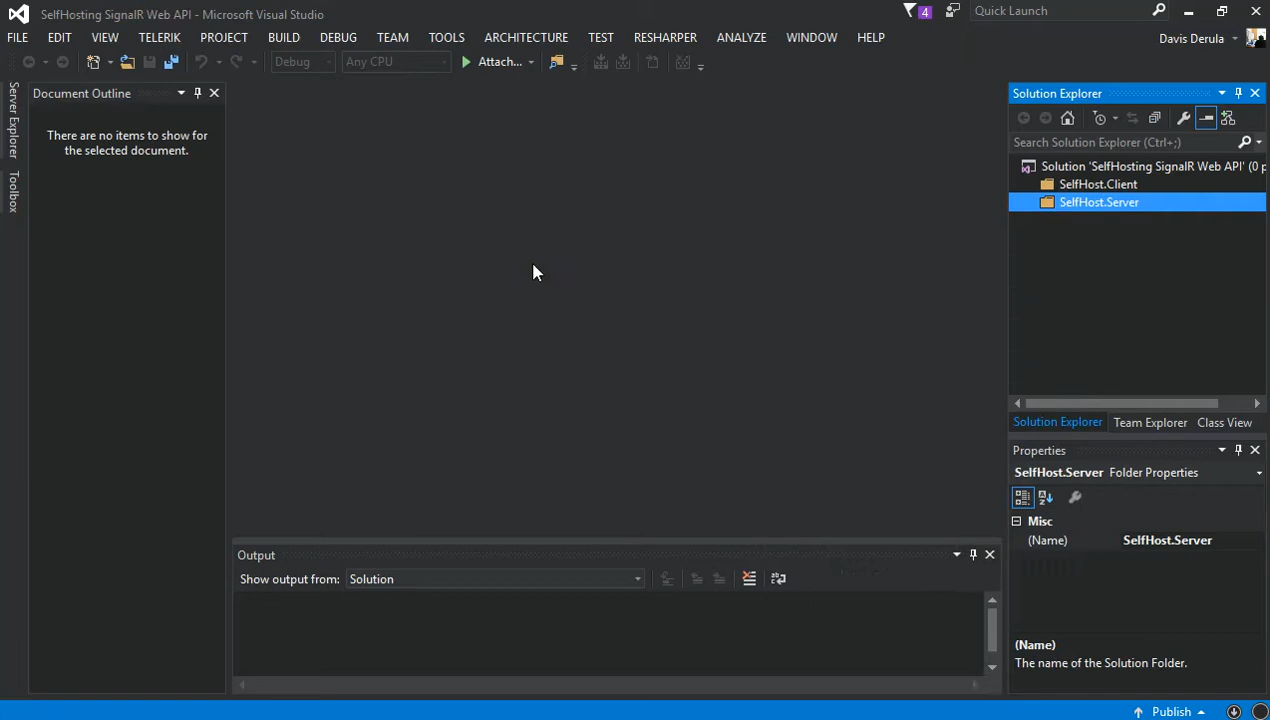 SelfHosting SignalR Web API - Microsoft Visual Studio
4
Quick Launch
FILE EDIT VIEW TELERIK PROJECT BUILD DEBUG TEAM TOOLS ARCHITECTURE TEST RESHARPER ANALYZE WINDOW HELP
Davis Derula
Debug
Any CPU
Attach...
Server Explorer
Toolbox
Document Outline
There are no items to show for
the selected document.
Solution Explorer
Search Solution Explorer (Ctrl+;)
Solution 'SelfHosting SignalR Web API' (0 p
SelfHost.Client
SelfHost.Server
Solution Explorer Team Explorer Class View
Properties
SelfHost.Server Folder Properties
Misc
(Name) SelfHost.Server
(Name)
The name of the Solution Folder.
Output
Show output from: Solution
Publish